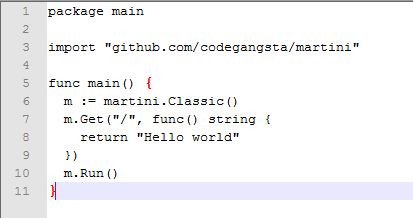 1 package main
2
3 import "github.com/codegangsta/martini"
4
5 func main() {
6   m := martini.Classic()
7   m.Get("/", func() string {
8     return "Hello world"
9   })
10   m.Run()
11 }